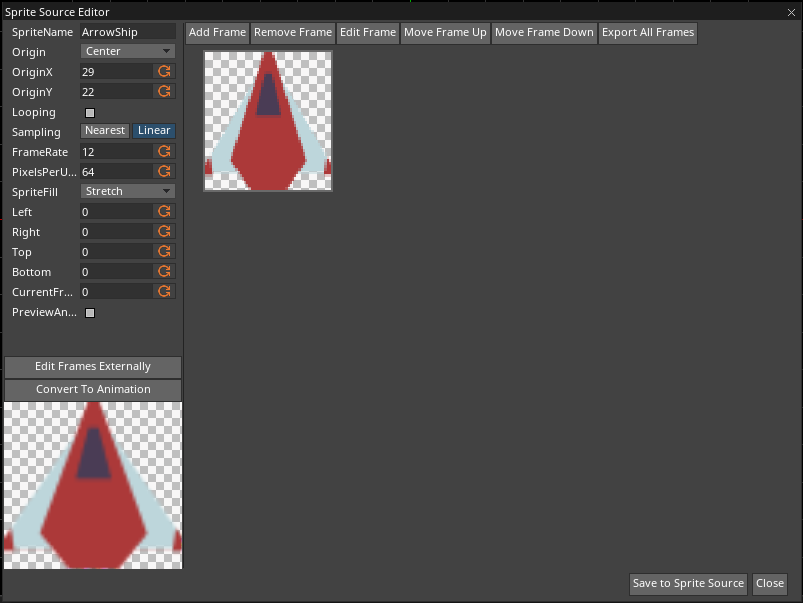 Sprite Source Editor
SpriteName ArrowShip
Origin Center
OriginX 29
OriginY 22
Looping
Sampling Nearest Linear
FrameRate 12
PixelsPerU... 64
SpriteFill Stretch
Left 0
Right 0
Top 0
Bottom 0
CurrentFr... 0
PreviewAn...
Edit Frames Externally
Convert To Animation
Add Frame Remove Frame Edit Frame Move Frame Up Move Frame Down Export All Frames
Save to Sprite Source Close